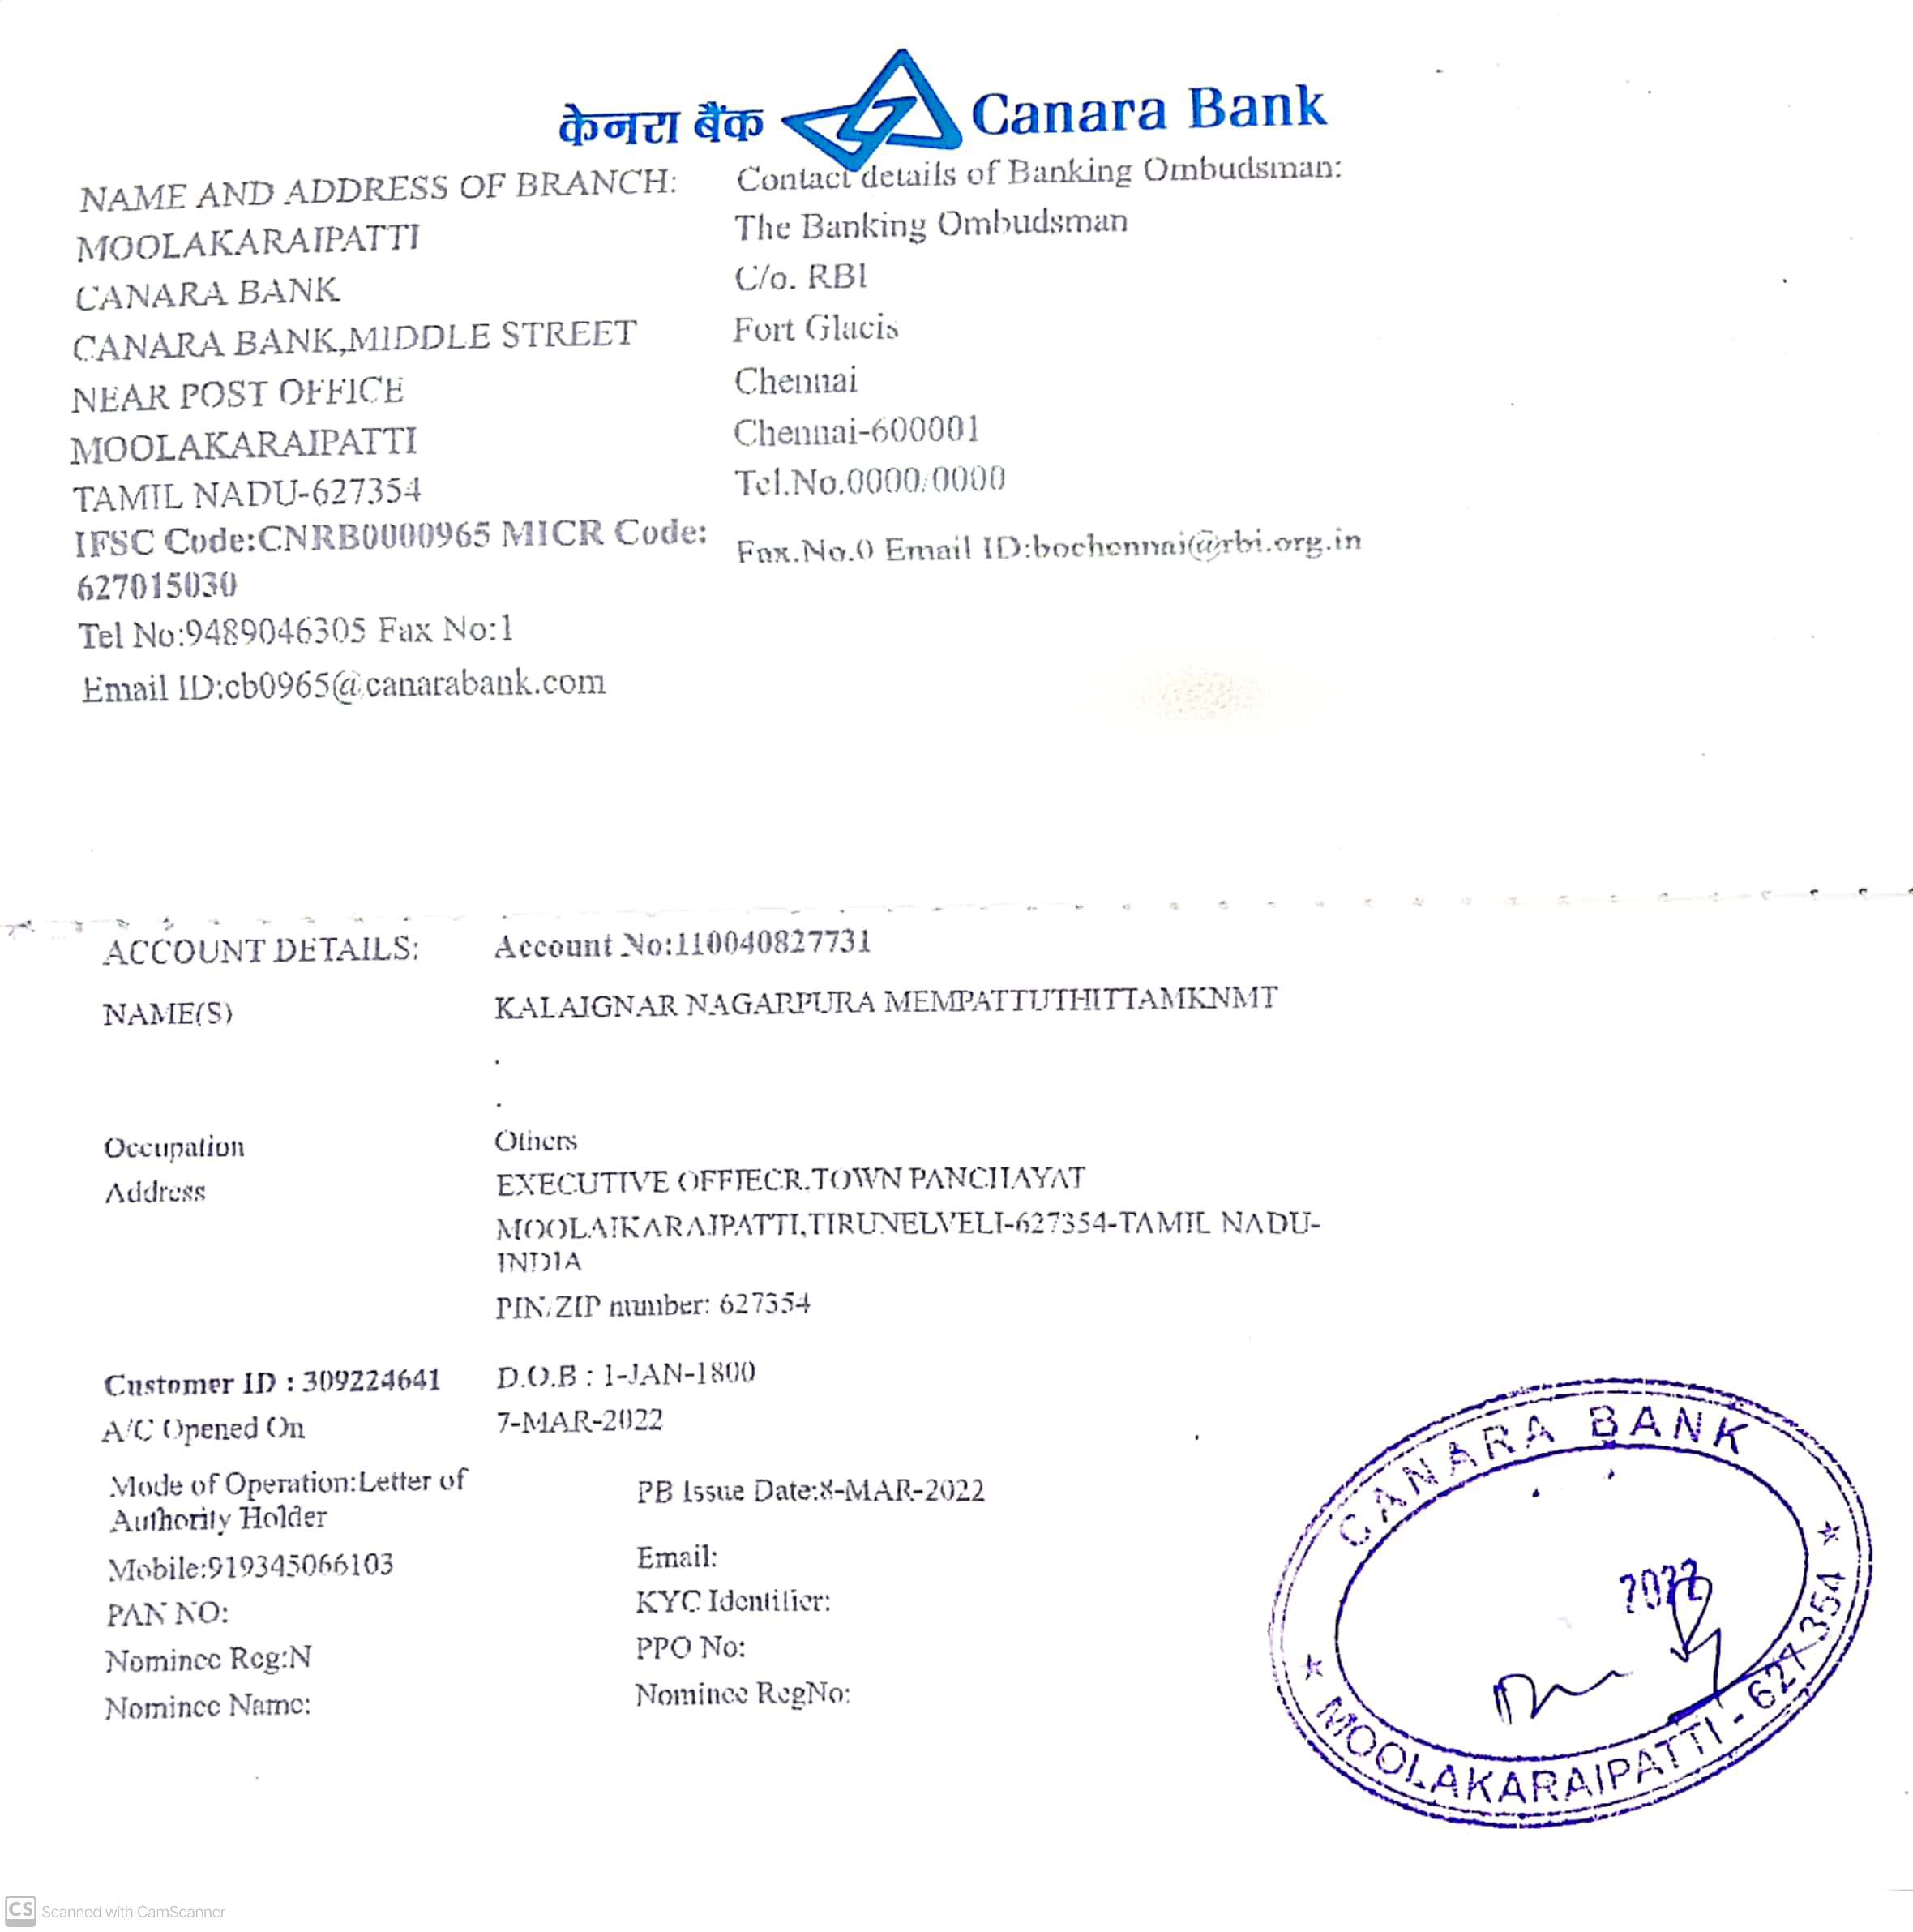 केनरा बैंक Canara Bank
NAME AND ADDRESS OF BRANCH:
MOOLAKARAIPATTI
CANARA BANK
CANARA BANK,MIDDLE STREET
NEAR POST OFFICE
MOOLAKARAIPATTI
TAMIL NADU-627354
IFSC Code:CNRB0000965 MICR Code:
627015030
Tel No:9489046305 Fax No:1
Email ID:cb0965@canarabank.com
Contact details of Banking Ombudsman:
The Banking Ombudsman
C/o. RBI
Fort Glacis
Chennai
Chennai-600001
Tel.No.0000/0000
Fax.No.0 Email ID:bochennai@rbi.org.in
ACCOUNT DETAILS: Account No:110040827731
NAME(S) KALAIGNAR NAGARPURA MEMPATTUTHITTAMKNMT
.
.
Occupation Others
Address EXECUTIVE OFFIECR.TOWN PANCHAYAT
MOOLAIKARAIPATTI,TIRUNELVELI-627354-TAMIL NADU-
INDIA
PIN/ZIP number: 627354
Customer ID : 309224641 D.O.B : 1-JAN-1800
A/C Opened On 7-MAR-2022
Mode of Operation:Letter of
Authority Holder
PB Issue Date:8-MAR-2022
Mobile:919345066103 Email:
PAN NO: KYC Identifier:
Nominee Reg:N PPO No:
Nominee Name: Nominee RegNo:
CANARA BANK
2022
MOOLAKARAIPATTI - 627 354
CS Scanned with CamScanner